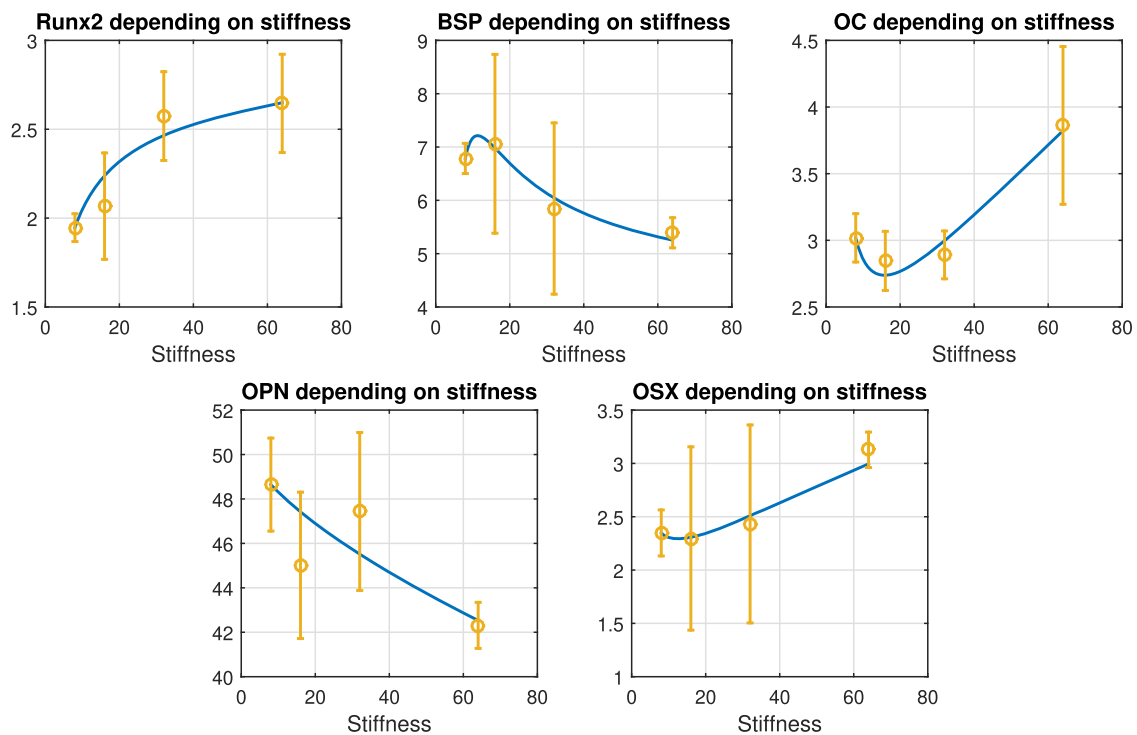 Runx2 depending on stiffness
3
2.5
2
1.5
0 20 40 60 80
Stiffness
BSP depending on stiffness
9
8
7
6
5
4
0 20 40 60 80
Stiffness
OC depending on stiffness
4.5
4
3.5
3
2.5
0 20 40 60 80
Stiffness
OPN depending on stiffness
52
50
48
46
44
42
40
0 20 40 60 80
Stiffness
OSX depending on stiffness
3.5
3
2.5
2
1.5
1
0 20 40 60 80
Stiffness